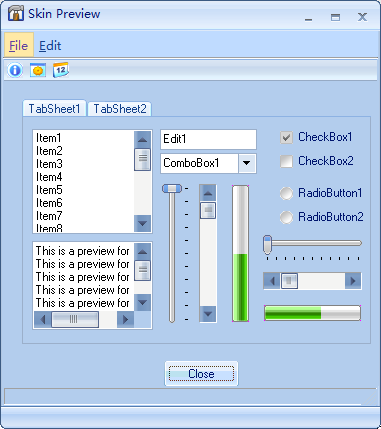 Skin Preview
File Edit
12
TabSheet1 TabSheet2
Item1
Item2
Item3
Item4
Item5
Item6
Item7
Item8
Edit1
ComboBox1
CheckBox1
CheckBox2
RadioButton1
RadioButton2
This is a preview for
This is a preview for
This is a preview for
This is a preview for
This is a preview for
Close